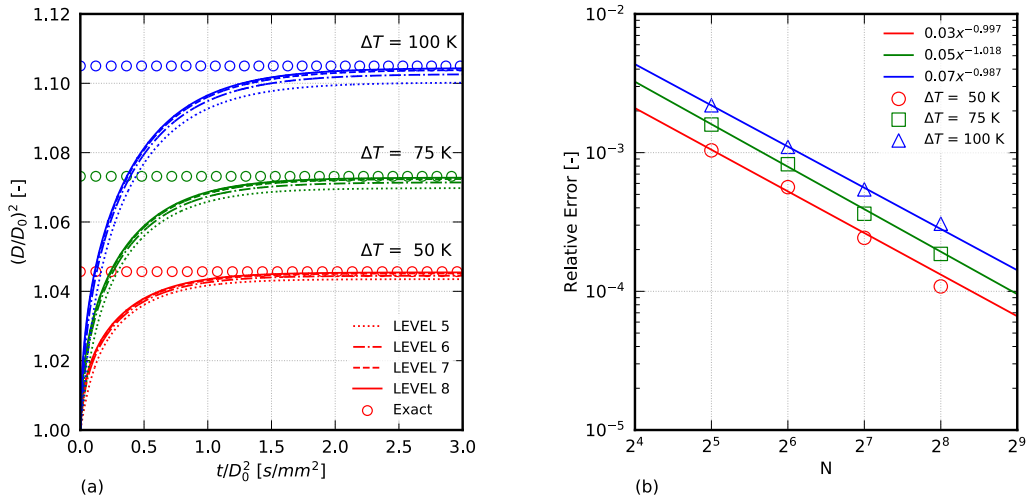 1.12
1.10
1.08
1.06
1.04
1.02
1.00
(D/D₀)² [-]
ΔT = 100 K
ΔT = 75 K
ΔT = 50 K
LEVEL 5
LEVEL 6
LEVEL 7
LEVEL 8
Exact
0.0 0.5 1.0 1.5 2.0 2.5 3.0
t/D₀² [s/mm²]
(a)
10⁻²
10⁻³
10⁻⁴
10⁻⁵
Relative Error [-]
0.03x⁻⁰·⁹⁹⁷
0.05x⁻¹·⁰¹⁸
0.07x⁻⁰·⁹⁸⁷
ΔT = 50 K
ΔT = 75 K
ΔT = 100 K
2⁴ 2⁵ 2⁶ 2⁷ 2⁸ 2⁹
N
(b)